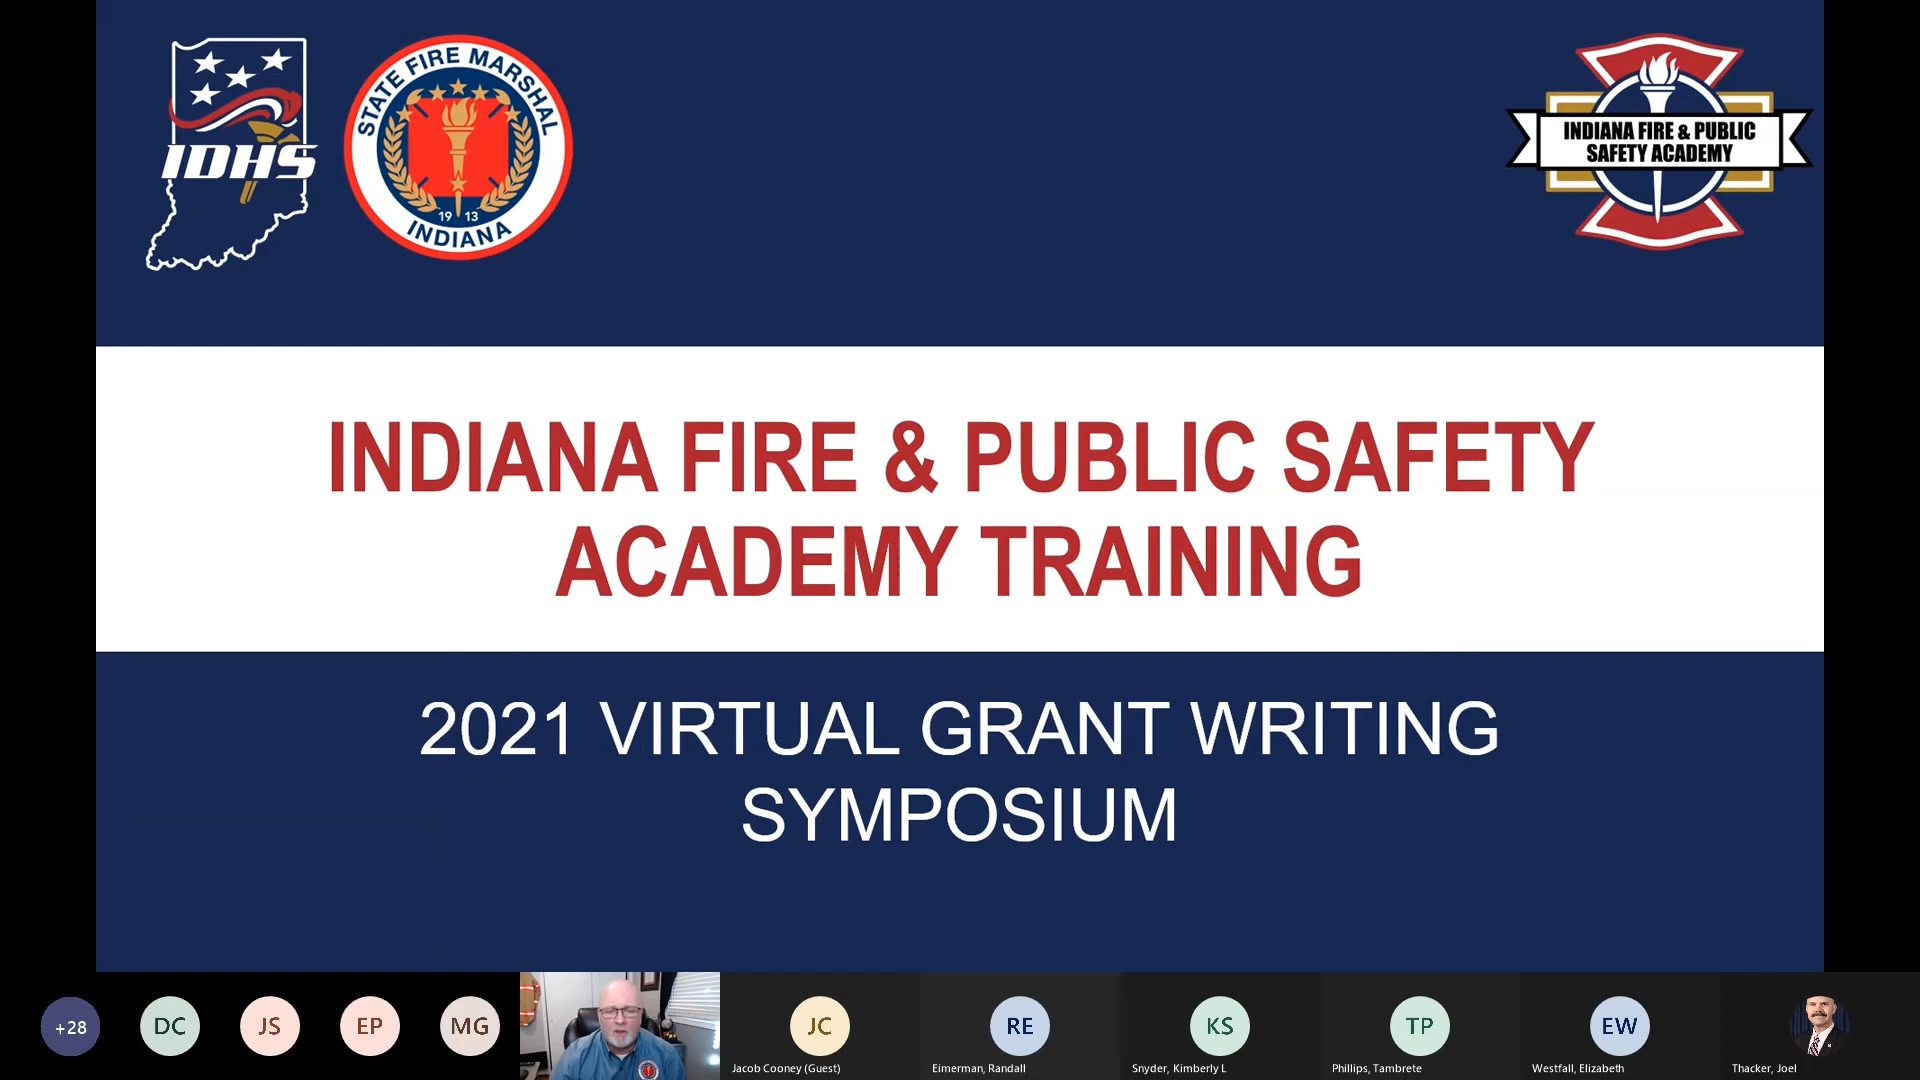 IDHS
STATE FIRE MARSHAL
19 13
INDIANA
INDIANA FIRE & PUBLIC
SAFETY ACADEMY
INDIANA FIRE & PUBLIC SAFETY
ACADEMY TRAINING
2021 VIRTUAL GRANT WRITING
SYMPOSIUM
+28
DC
JS
EP
MG
JC
RE
KS
TP
EW
Jacob Cooney (Guest)
Eimerman, Randall
Snyder, Kimberly L
Phillips, Tambrete
Westfall, Elizabeth
Thacker, Joel